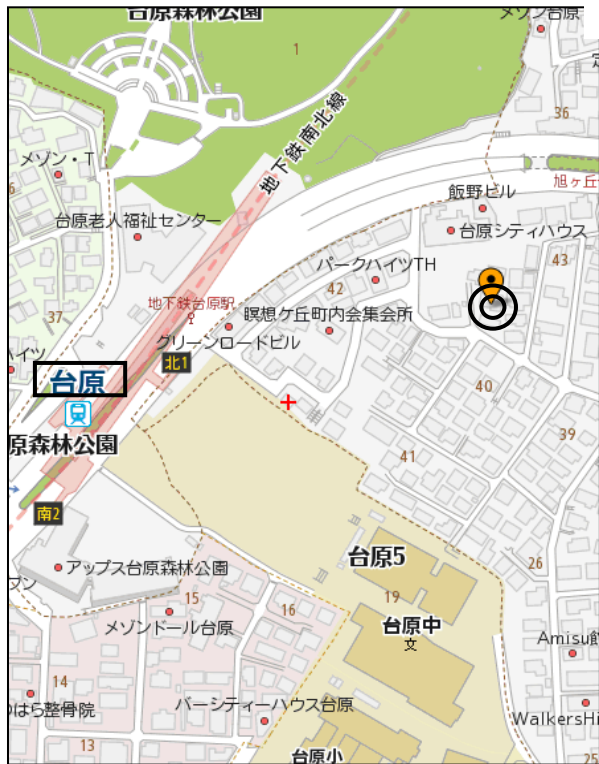 台原森林公園
メゾン台原
1
地下鉄南北線
36
メゾン・T
旭ヶ丘
飯野ビル
台原老人福祉センター
台原シティハウス
パークハイツTH
43
42
地下鉄台原駅
37
瞑想ケ丘町内会集会所
グリーンロードビル
北1
ハイツ
台原
40
原森林公園
39
41
南2
台原5
アップス台原森林公園
26
プン
15
19
16
メゾンドール台原
台原中
文
Amisu
14
はら整骨院
バーシティーハウス台原
WalkersHi
13
台原小
25